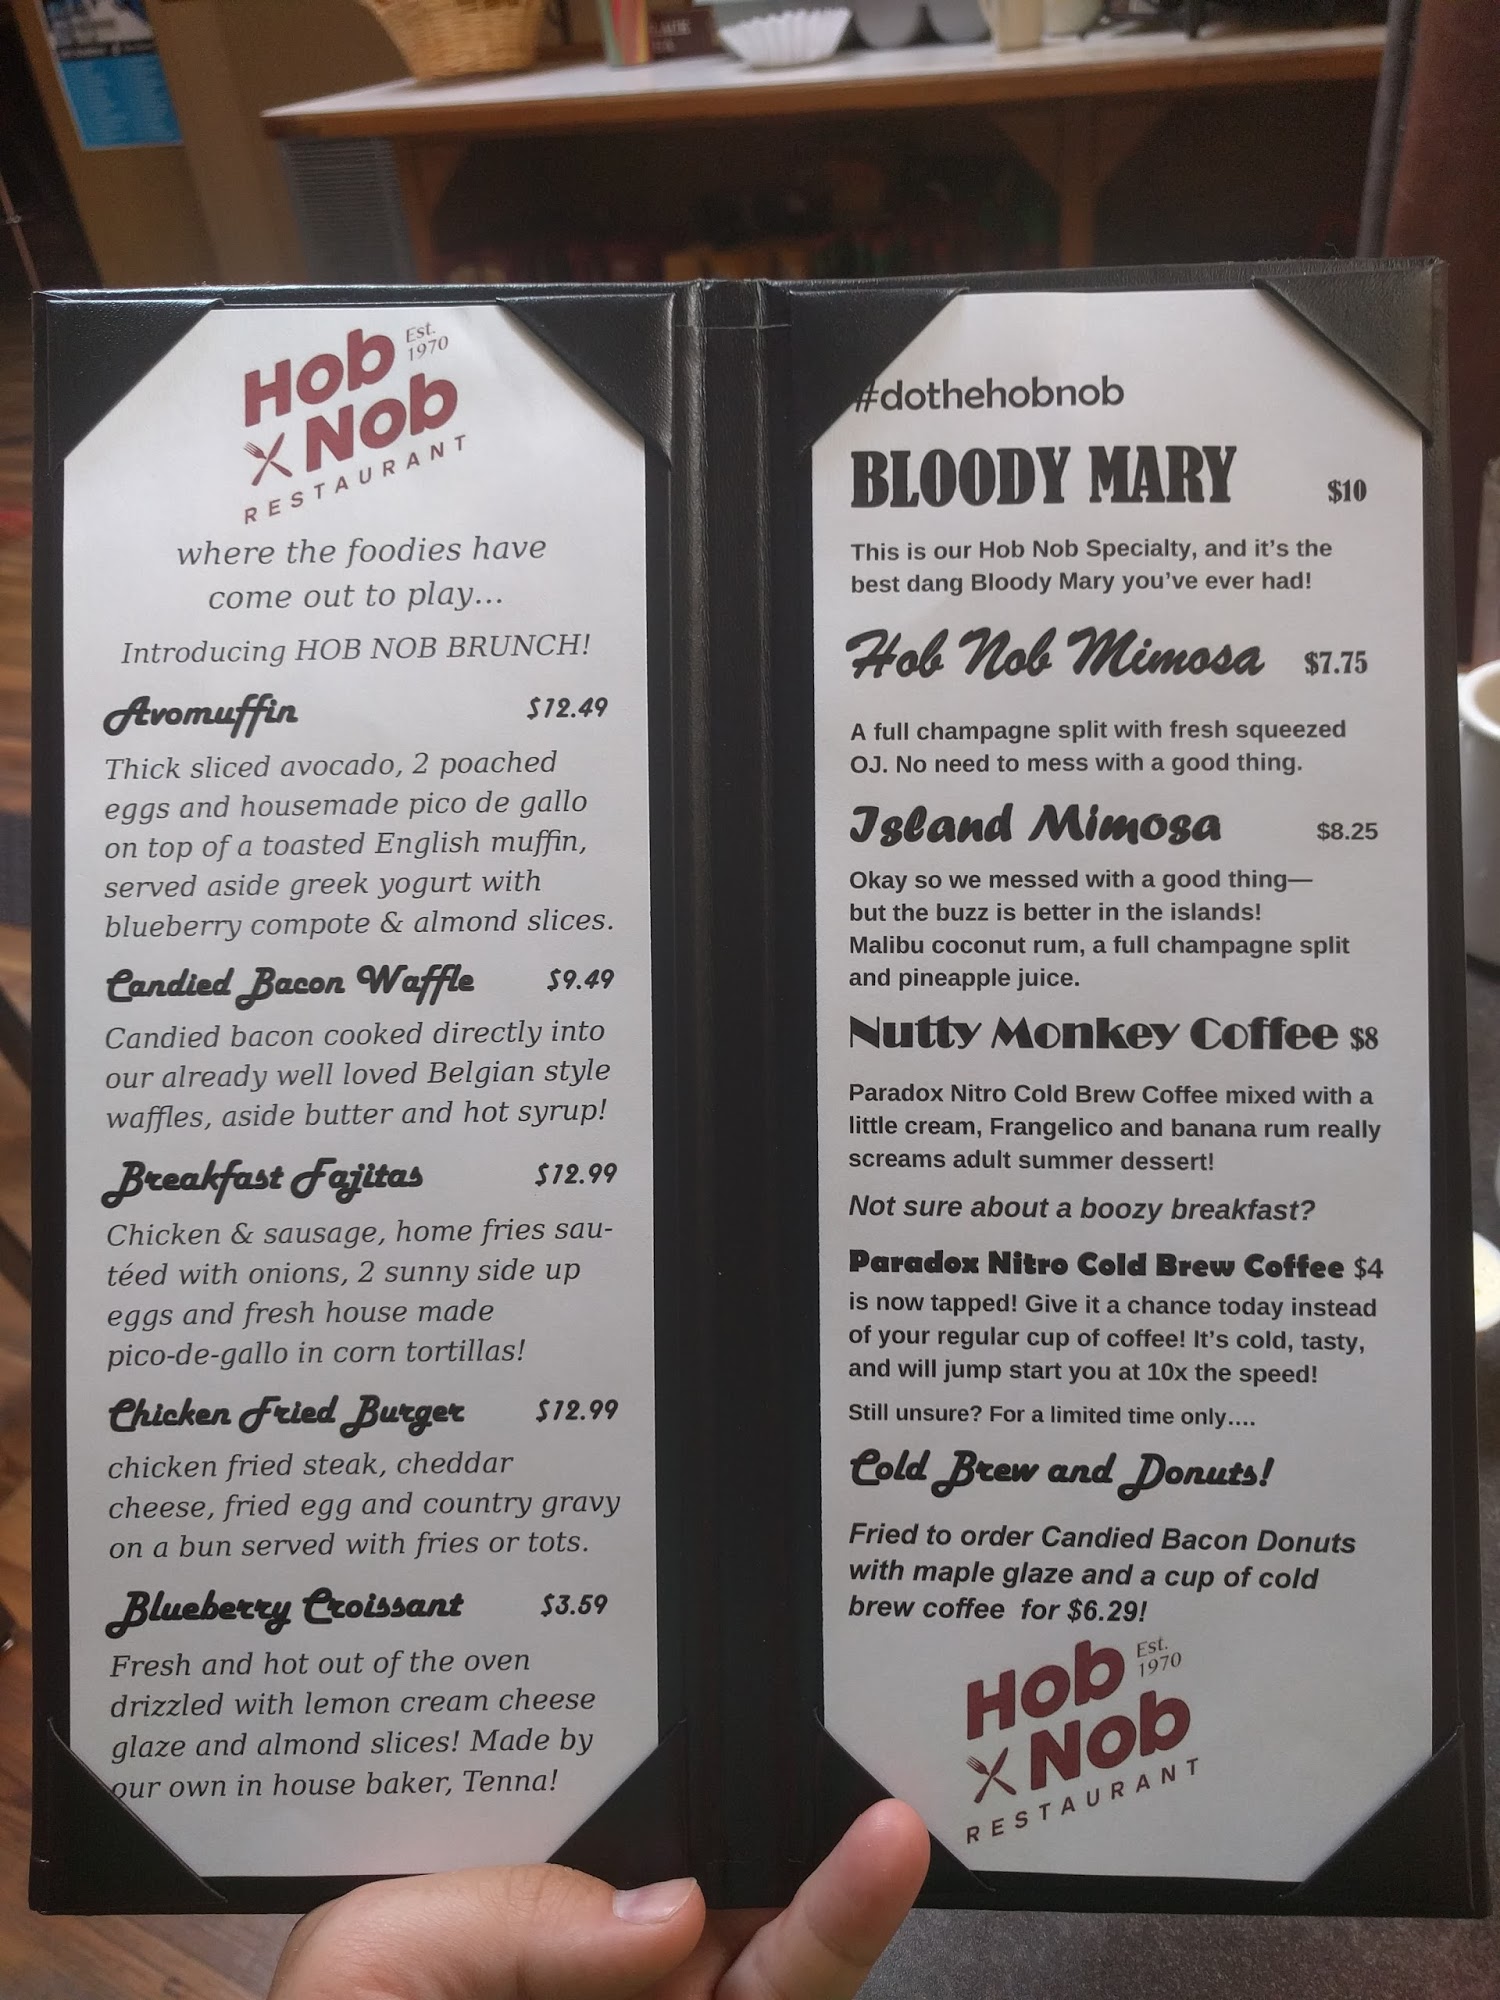 Hob Est.
1970
Nob
RESTAURANT
where the foodies have
come out to play...
Introducing HOB NOB BRUNCH!
Avomuffin $12.49
Thick sliced avocado, 2 poached
eggs and housemade pico de gallo
on top of a toasted English muffin,
served aside greek yogurt with
blueberry compote & almond slices.
Candied Bacon Waffle $9.49
Candied bacon cooked directly into
our already well loved Belgian style
waffles, aside butter and hot syrup!
Breakfast Fajitas $12.99
Chicken & sausage, home fries sau-
téed with onions, 2 sunny side up
eggs and fresh house made
pico-de-gallo in corn tortillas!
Chicken Fried Burger $12.99
chicken fried steak, cheddar
cheese, fried egg and country gravy
on a bun served with fries or tots.
Blueberry Croissant $3.59
Fresh and hot out of the oven
drizzled with lemon cream cheese
glaze and almond slices! Made by
our own in house baker, Tenna!
#dothehobnob
BLOODY MARY $10
This is our Hob Nob Specialty, and it's the
best dang Bloody Mary you've ever had!
Hob Nob Mimosa $7.75
A full champagne split with fresh squeezed
OJ. No need to mess with a good thing.
Island Mimosa $8.25
Okay so we messed with a good thing—
but the buzz is better in the islands!
Malibu coconut rum, a full champagne split
and pineapple juice.
Nutty Monkey Coffee $8
Paradox Nitro Cold Brew Coffee mixed with a
little cream, Frangelico and banana rum really
screams adult summer dessert!
Not sure about a boozy breakfast?
Paradox Nitro Cold Brew Coffee $4
is now tapped! Give it a chance today instead
of your regular cup of coffee! It's cold, tasty,
and will jump start you at 10x the speed!
Still unsure? For a limited time only....
Cold Brew and Donuts!
Fried to order Candied Bacon Donuts
with maple glaze and a cup of cold
brew coffee for $6.29!
Hob Est.
1970
Nob
RESTAURANT